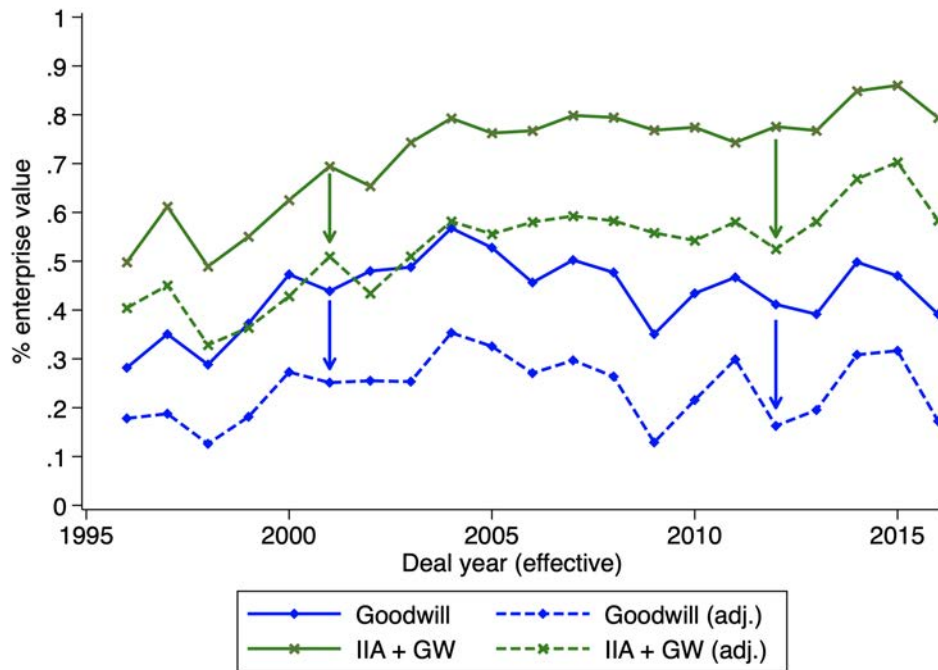 1
.9
.8
.7
.6
.5
.4
.3
.2
.1
0
% enterprise value
1995 2000 2005 2010 2015
Deal year (effective)
Goodwill Goodwill (adj.)
IIA + GW IIA + GW (adj.)